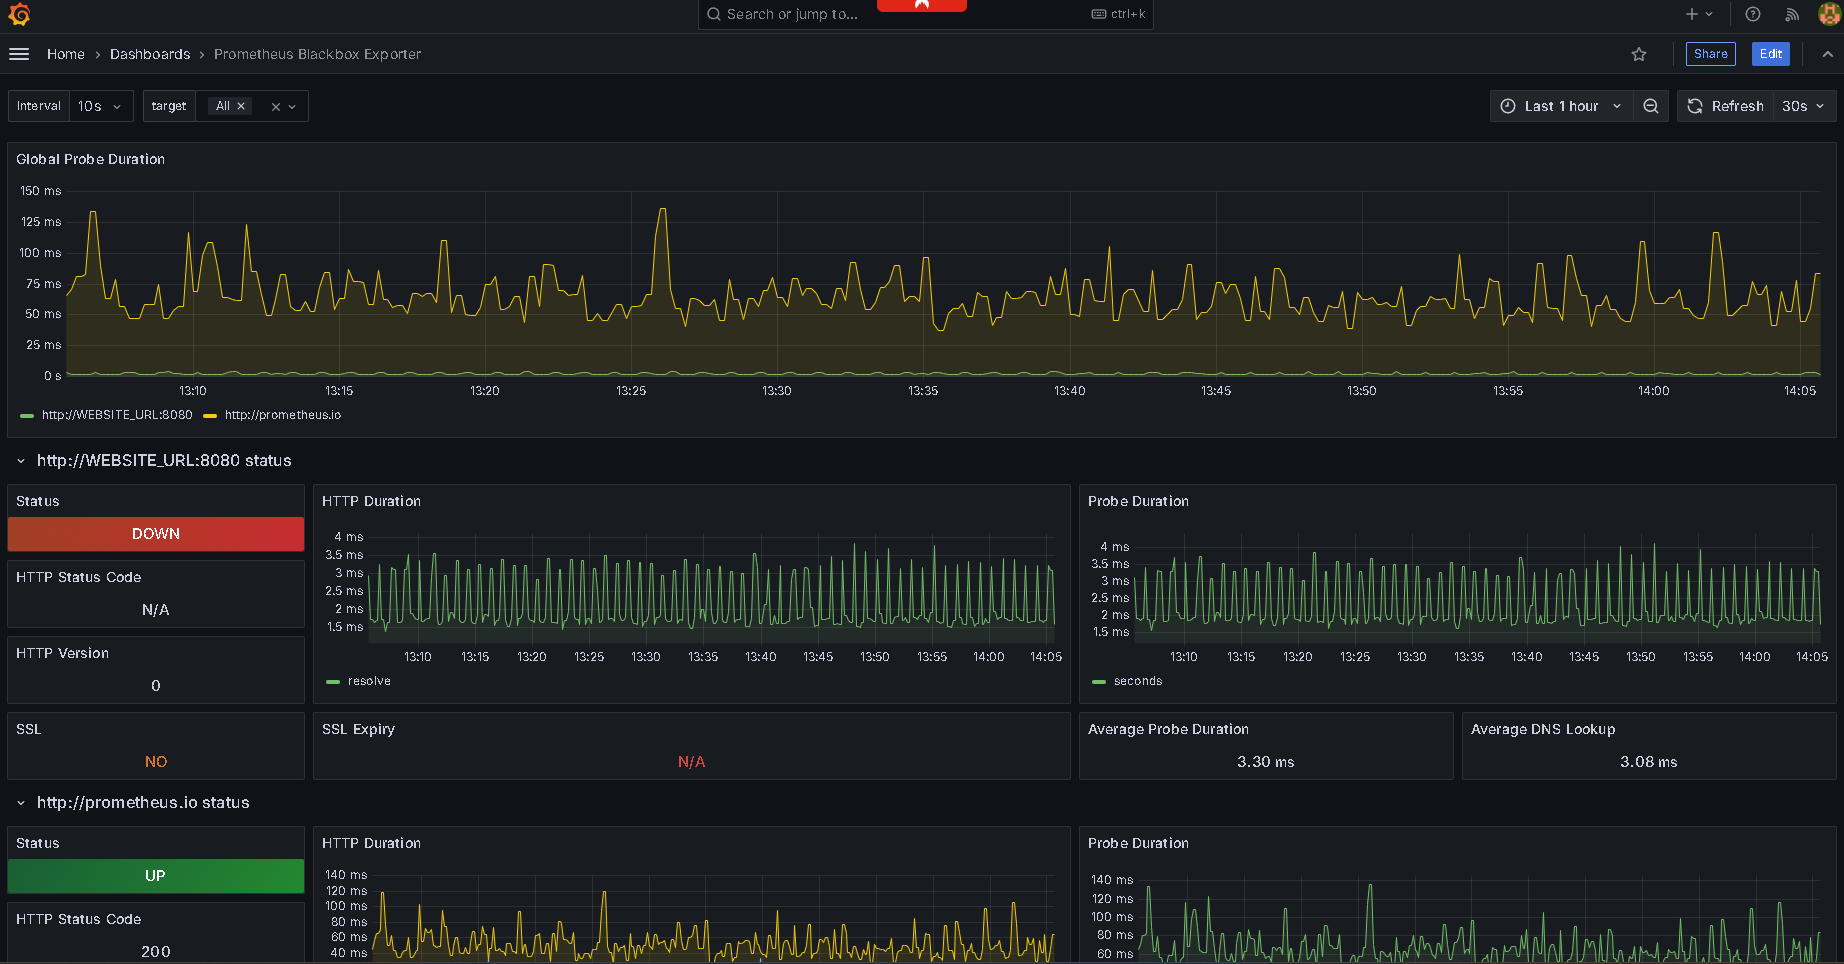 Search or jump to... ctrl+k
Home › Dashboards › Prometheus Blackbox Exporter Share Edit
Interval 10s target All Last 1 hour Refresh 30s
Global Probe Duration
150 ms
125 ms
100 ms
75 ms
50 ms
25 ms
0 s
13:10 13:15 13:20 13:25 13:30 13:35 13:40 13:45 13:50 13:55 14:00 14:05
http://WEBSITE_URL:8080 http://prometheus.io
http://WEBSITE_URL:8080 status
Status
DOWN
HTTP Status Code
N/A
HTTP Version
0
HTTP Duration
4 ms
3.5 ms
3 ms
2.5 ms
2 ms
1.5 ms
13:10 13:15 13:20 13:25 13:30 13:35 13:40 13:45 13:50 13:55 14:00 14:05
resolve
Probe Duration
4 ms
3.5 ms
3 ms
2.5 ms
2 ms
1.5 ms
13:10 13:15 13:20 13:25 13:30 13:35 13:40 13:45 13:50 13:55 14:00 14:05
seconds
SSL
NO
SSL Expiry
N/A
Average Probe Duration
3.30 ms
Average DNS Lookup
3.08 ms
http://prometheus.io status
Status
UP
HTTP Status Code
200
HTTP Duration
140 ms
120 ms
100 ms
80 ms
60 ms
40 ms
Probe Duration
140 ms
120 ms
100 ms
80 ms
60 ms